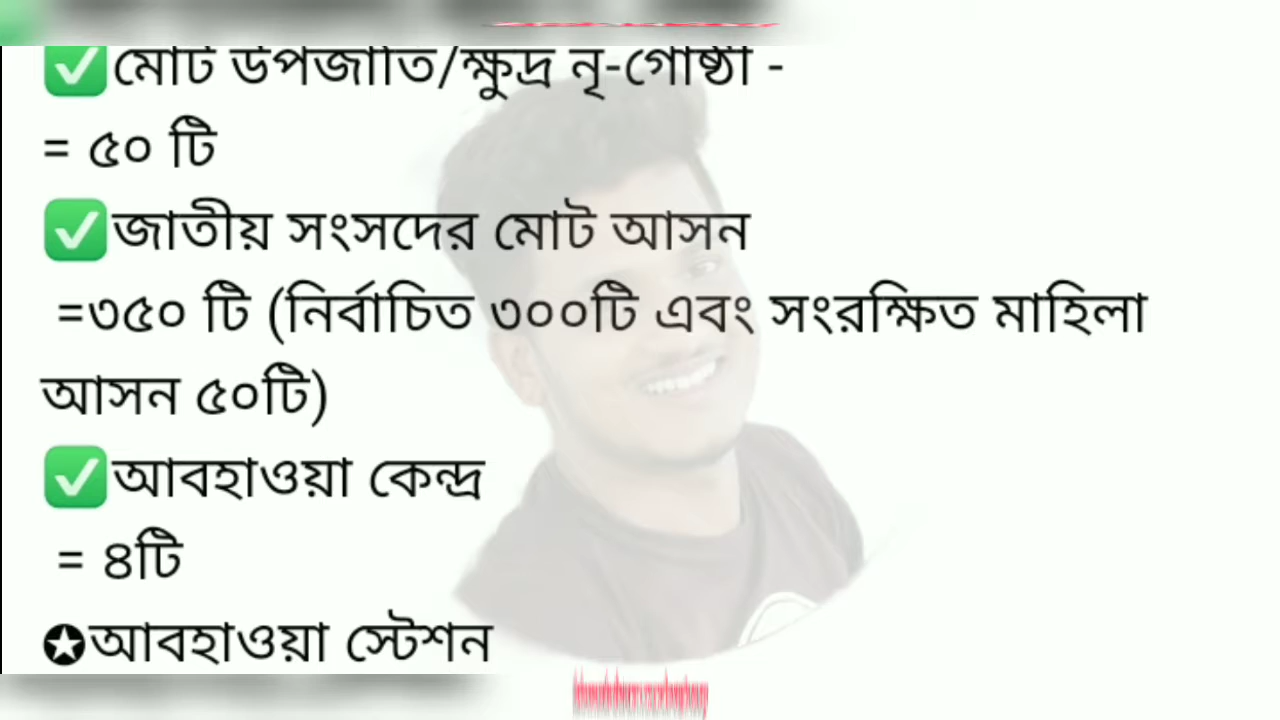 ✅মোট উপজাতি/ক্ষুদ্র নৃ-গোষ্ঠী -
= ৫০ টি
✅জাতীয় সংসদের মোট আসন
=৩৫০ টি (নির্বাচিত ৩০০টি এবং সংরক্ষিত মাহিলা
আসন ৫০টি)
✅আবহাওয়া কেন্দ্র
= ৪টি
✪আবহাওয়া স্টেশন